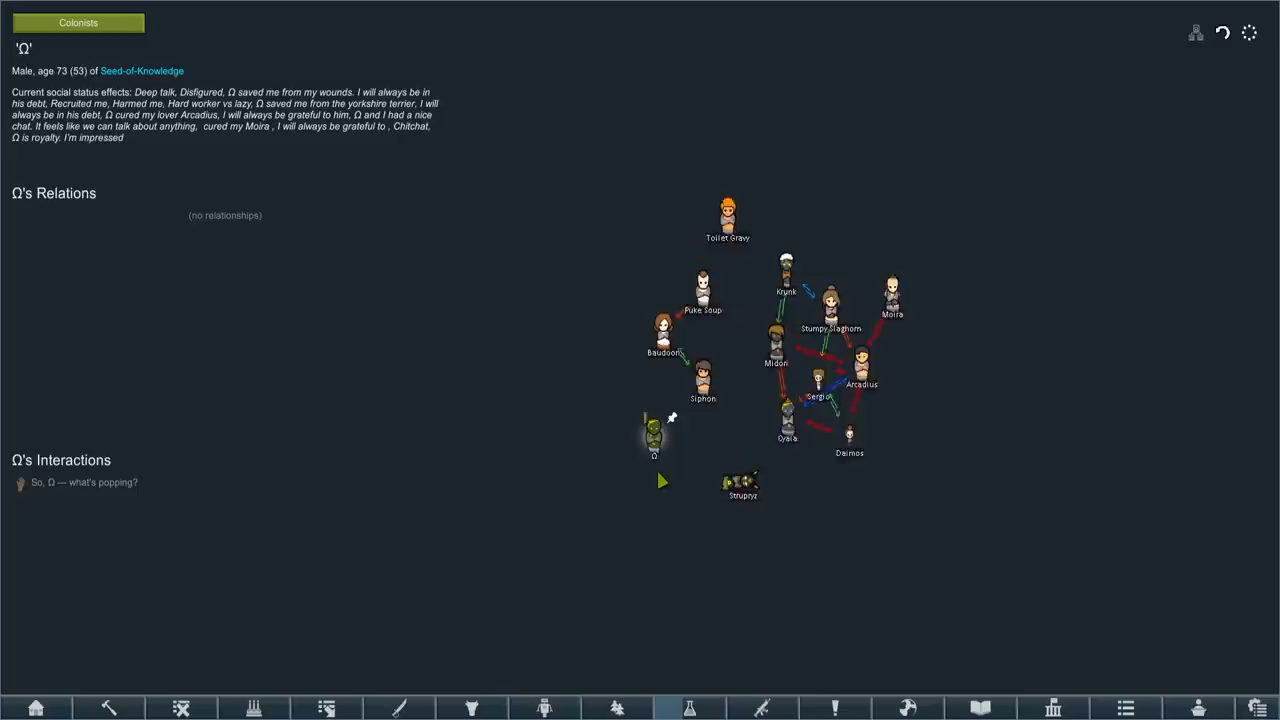 Colonists
'Ω'
Male, age 73 (53) of Seed-of-Knowledge
Current social status effects: Deep talk, Disfigured, Ω saved me from my wounds. I will always be in
his debt, Recruited me, Harmed me, Hard worker vs lazy, Ω saved me from the yorkshire terrier, I will
always be in his debt, Ω cured my lover Arcadius, I will always be grateful to him, Ω and I had a nice
chat. It feels like we can talk about anything,  cured my Moira , I will always be grateful to , Chitchat,
Ω is royalty. I'm impressed
Ω's Relations
(no relationships)
Toilet Gravy
Krunk
Puke Soup
Moira
Stumpy Slaghorn
Baudoon
Midori
Arcadius
Siphon
Sergio
Cyala
Daimos
Ω
Ω's Interactions
So, Ω — what's popping?
Strupryz